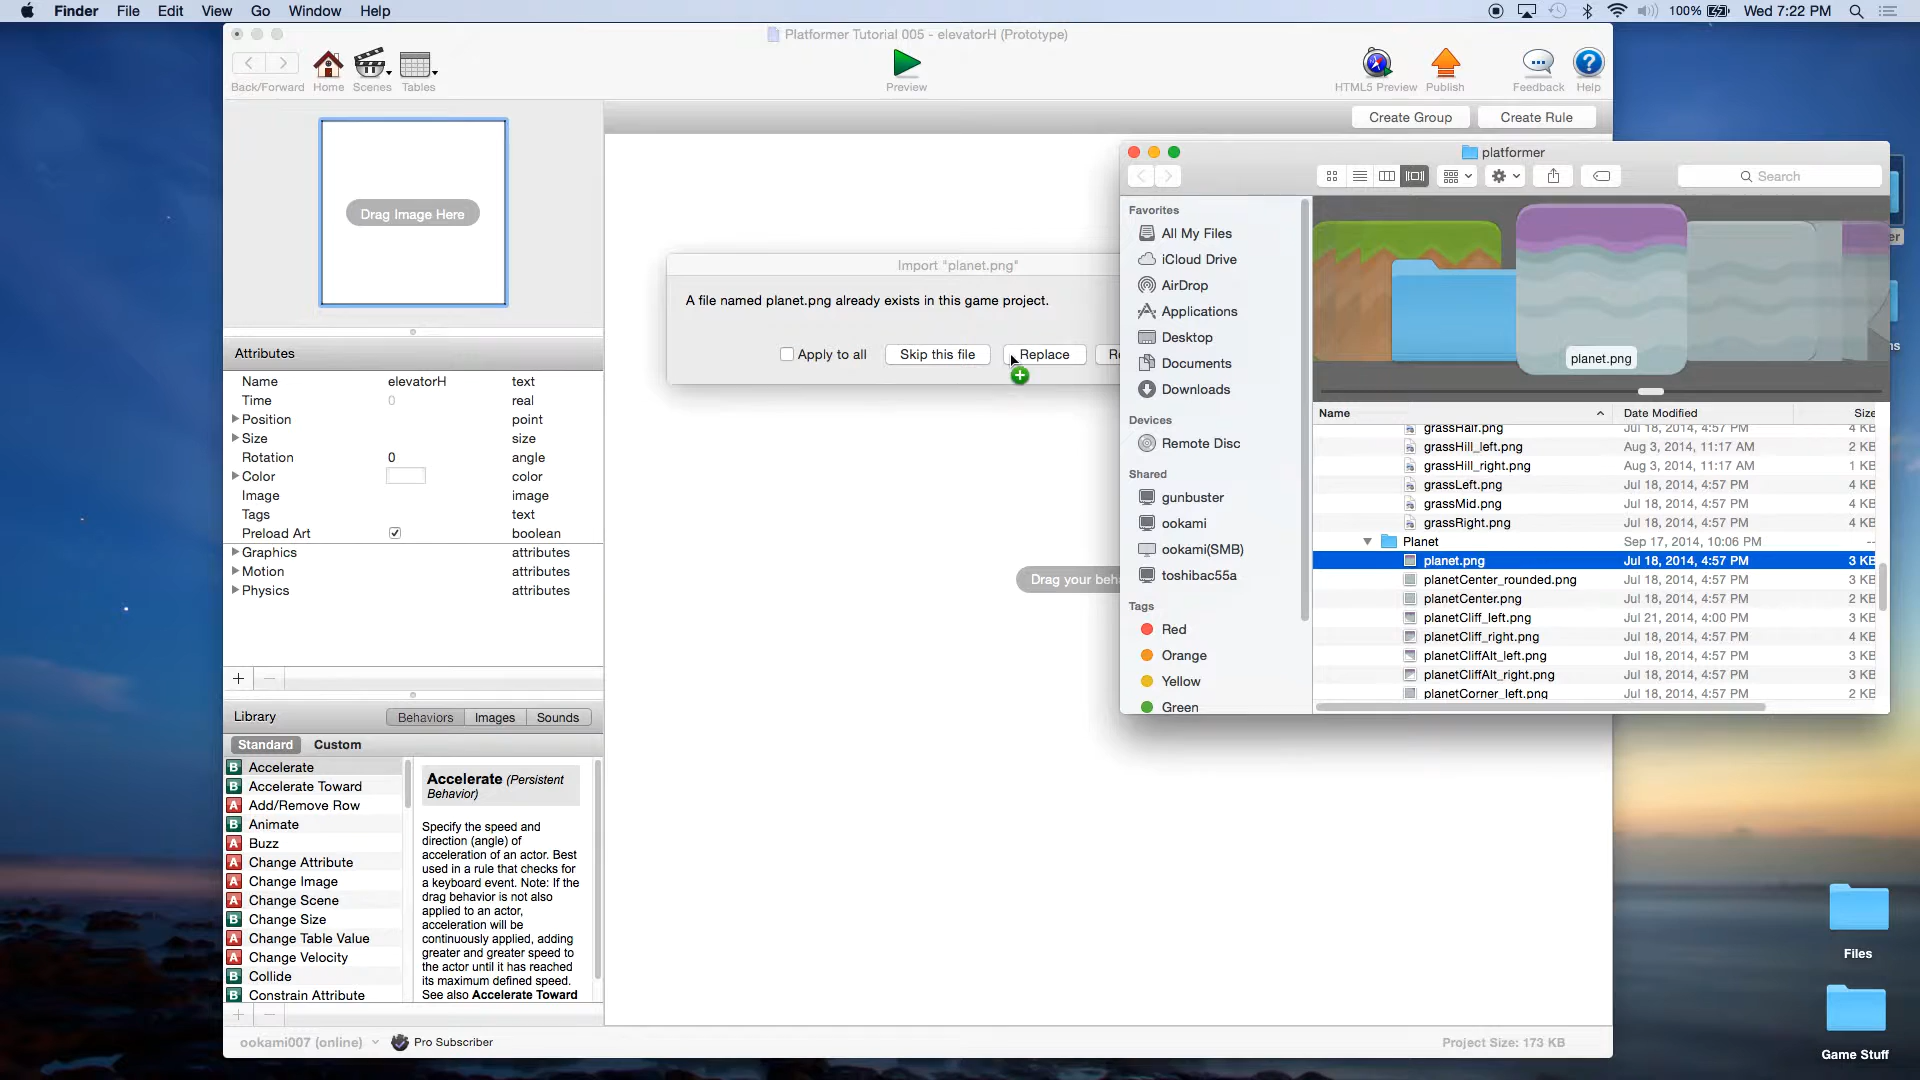 Finder File Edit View Go Window Help
100% Wed 7:22 PM
Platformer Tutorial 005 - elevatorH (Prototype)
Back/Forward Home Scenes Tables Preview HTML5 Preview Publish Feedback Help
Create Group Create Rule
Drag Image Here
Attributes
Name elevatorH text
Time 0 real
Position point
Size size
Rotation 0 angle
Color color
Image image
Tags text
Preload Art boolean
Graphics attributes
Motion attributes
Physics attributes
Library Behaviors Images Sounds
Standard Custom
Accelerate
Accelerate Toward
Add/Remove Row
Animate
Buzz
Change Attribute
Change Image
Change Scene
Change Size
Change Table Value
Change Velocity
Collide
Constrain Attribute
Accelerate (Persistent
Behavior)
Specify the speed and
direction (angle) of
acceleration of an actor. Best
used in a rule that checks for
a keyboard event. Note: If the
drag behavior is not also
applied to an actor,
acceleration will be
continuously applied, adding
greater and greater speed to
the actor until it has reached
its maximum defined speed.
See also Accelerate Toward
ookami007 (online) Pro Subscriber
Project Size: 173 KB
Import "planet.png"
A file named planet.png already exists in this game project.
Apply to all Skip this file Replace
Drag your
platformer
Search
Favorites
All My Files
iCloud Drive
AirDrop
Applications
Desktop
Documents
Downloads
Devices
Remote Disc
Shared
gunbuster
ookami
ookami(SMB)
toshibac55a
Tags
Red
Orange
Yellow
Green
planet.png
Name Date Modified Size
grassHalf.png Jul 18, 2014, 4:57 PM 4 KB
grassHill_left.png Aug 3, 2014, 11:17 AM 2 KB
grassHill_right.png Aug 3, 2014, 11:17 AM 1 KB
grassLeft.png Jul 18, 2014, 4:57 PM 4 KB
grassMid.png Jul 18, 2014, 4:57 PM 4 KB
grassRight.png Jul 18, 2014, 4:57 PM 4 KB
Planet Sep 17, 2014, 10:06 PM --
planet.png Jul 18, 2014, 4:57 PM 3 KB
planetCenter_rounded.png Jul 18, 2014, 4:57 PM 3 KB
planetCenter.png Jul 18, 2014, 4:57 PM 2 KB
planetCliff_left.png Jul 21, 2014, 4:00 PM 3 KB
planetCliff_right.png Jul 18, 2014, 4:57 PM 4 KB
planetCliffAlt_left.png Jul 18, 2014, 4:57 PM 3 KB
planetCliffAlt_right.png Jul 18, 2014, 4:57 PM 3 KB
planetCorner_left.png Jul 18, 2014, 4:57 PM 2 KB
Files
Game Stuff